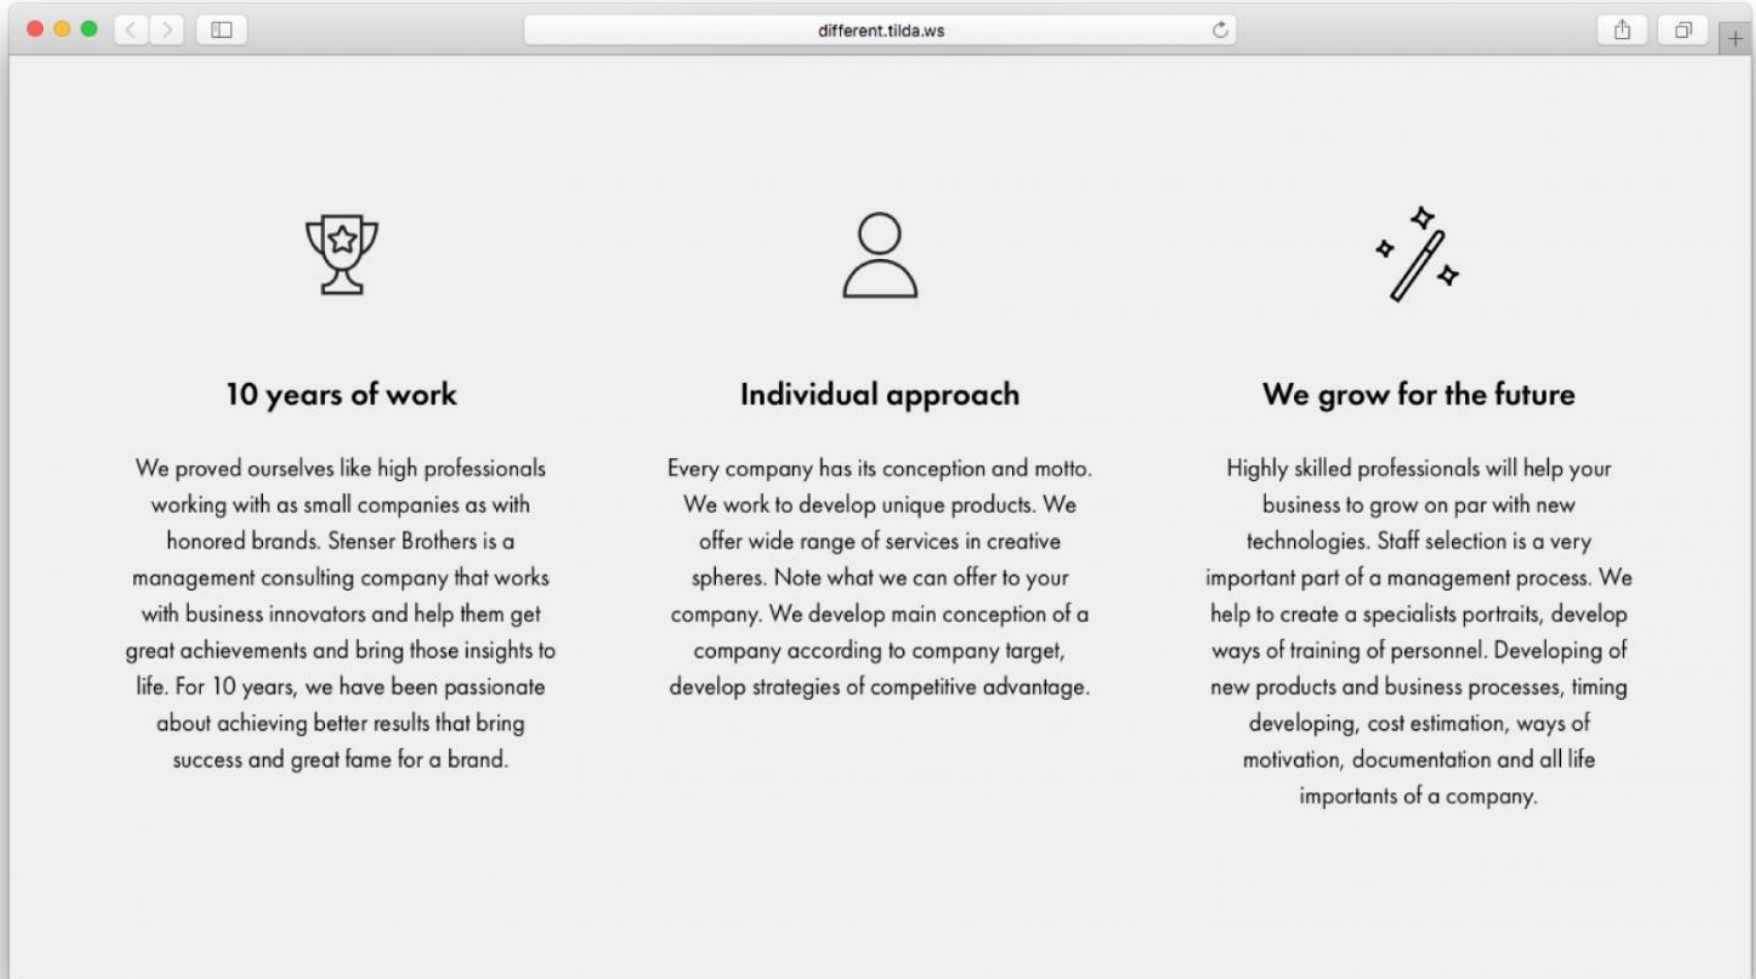 different.tilda.ws
10 years of work
We proved ourselves like high professionals
working with as small companies as with
honored brands. Stenser Brothers is a
management consulting company that works
with business innovators and help them get
great achievements and bring those insights to
life. For 10 years, we have been passionate
about achieving better results that bring
success and great fame for a brand.
Individual approach
Every company has its conception and motto.
We work to develop unique products. We
offer wide range of services in creative
spheres. Note what we can offer to your
company. We develop main conception of a
company according to company target,
develop strategies of competitive advantage.
We grow for the future
Highly skilled professionals will help your
business to grow on par with new
technologies. Staff selection is a very
important part of a management process. We
help to create a specialists portraits, develop
ways of training of personnel. Developing of
new products and business processes, timing
developing, cost estimation, ways of
motivation, documentation and all life
importants of a company.